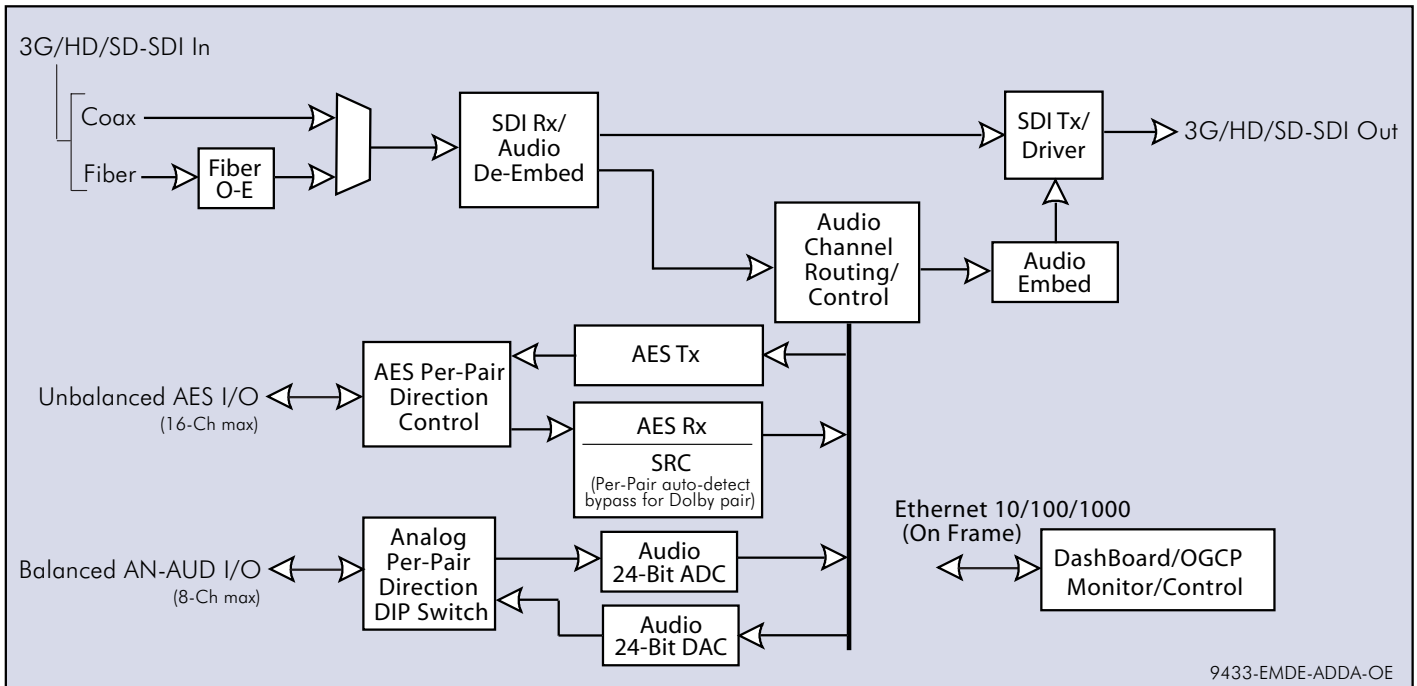 3G/HD/SD-SDI In
Coax
Fiber
Fiber
O-E
SDI Rx/
Audio
De-Embed
SDI Tx/
Driver
3G/HD/SD-SDI Out
Audio
Channel
Routing/
Control
Audio
Embed
Unbalanced AES I/O
(16-Ch max)
AES Per-Pair
Direction
Control
AES Tx
AES Rx
SRC
(Per-Pair auto-detect
bypass for Dolby pair)
Balanced AN-AUD I/O
(8-Ch max)
Analog
Per-Pair
Direction
DIP Switch
Audio
24-Bit ADC
Audio
24-Bit DAC
Ethernet 10/100/1000
(On Frame)
DashBoard/OGCP
Monitor/Control
9433-EMDE-ADDA-OE